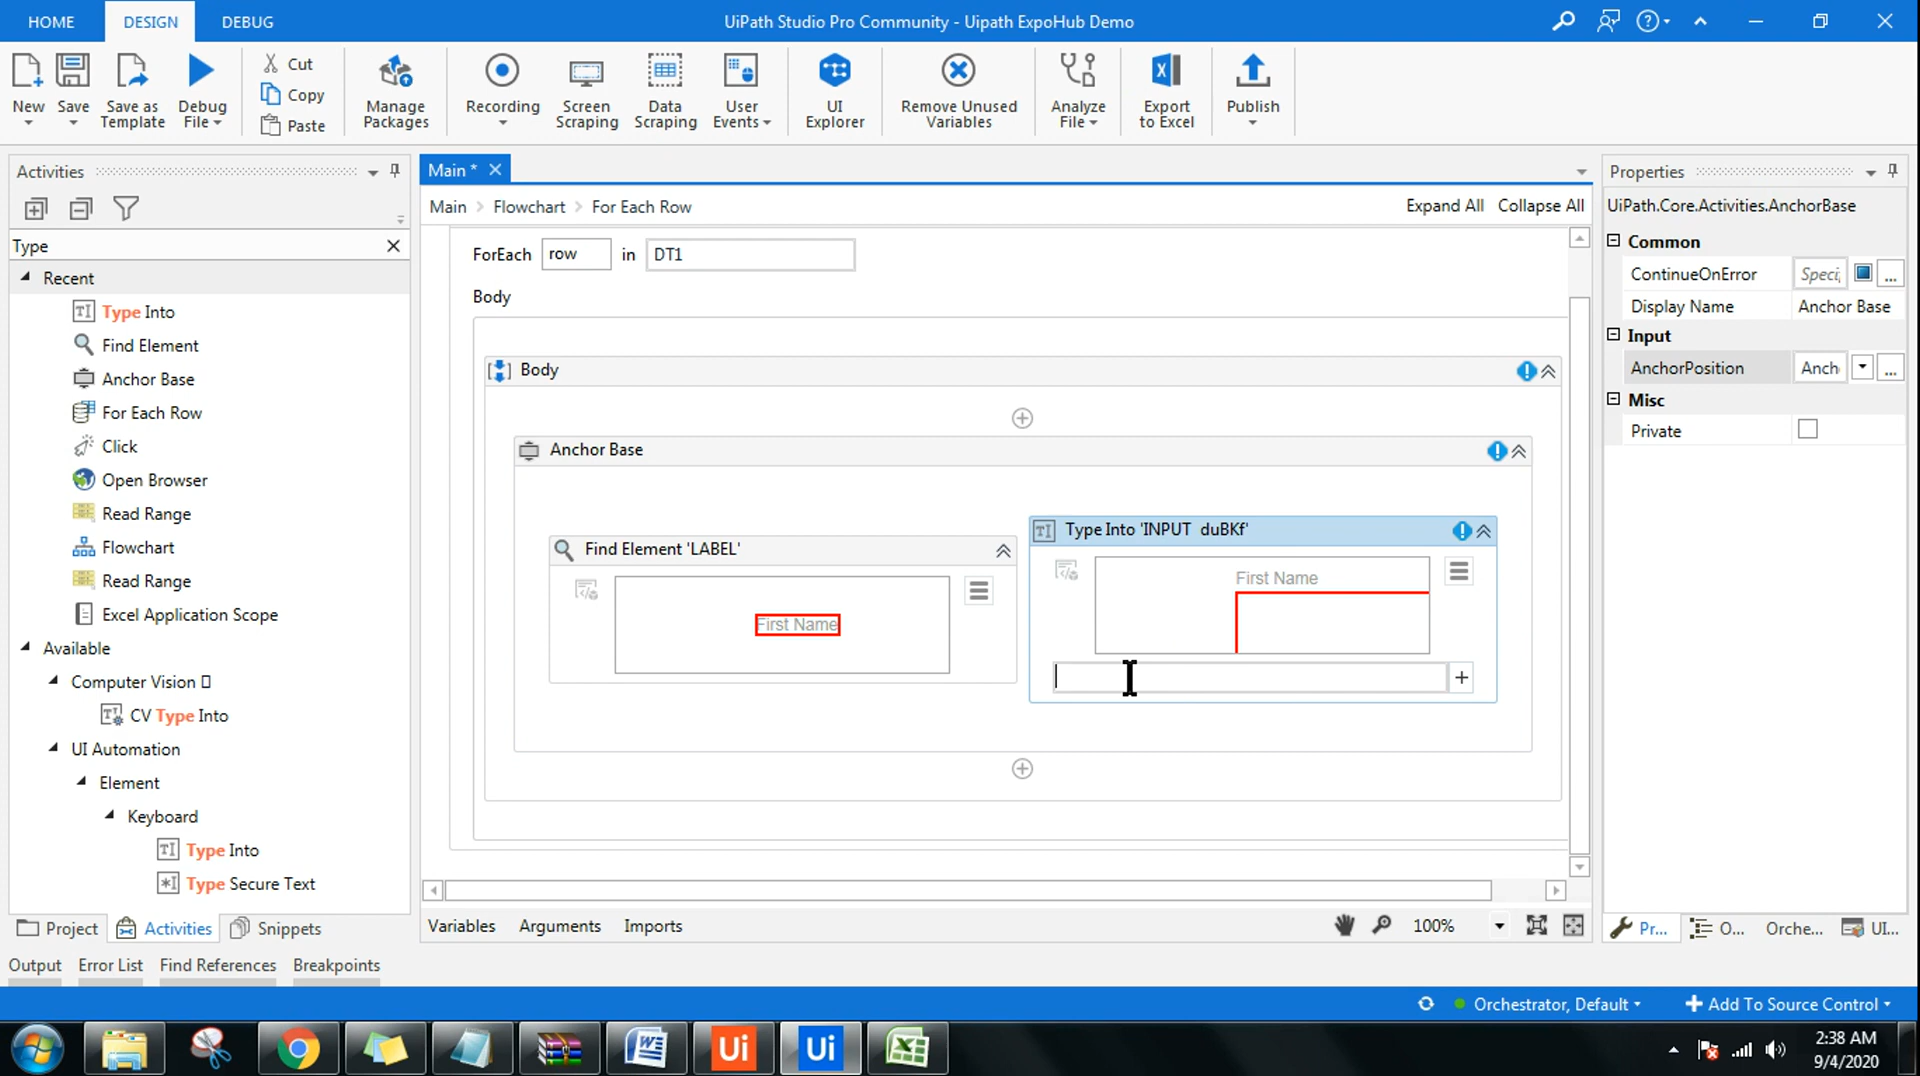 HOME
DESIGN
DEBUG
UiPath Studio Pro Community - Uipath ExpoHub Demo
New
Save
Save as Template
Debug File
Cut
Copy
Paste
Manage Packages
Recording
Screen Scraping
Data Scraping
User Events
UI Explorer
Remove Unused Variables
Analyze File
Export to Excel
Publish
Activities
Type
Recent
Type Into
Find Element
Anchor Base
For Each Row
Click
Open Browser
Read Range
Flowchart
Read Range
Excel Application Scope
Available
Computer Vision
CV Type Into
UI Automation
Element
Keyboard
Type Into
Type Secure Text
Project
Activities
Snippets
Main *
Main > Flowchart > For Each Row
Expand All Collapse All
ForEach row in DT1
Body
Body
Anchor Base
Find Element 'LABEL'
First Name
Type Into 'INPUT duBKf'
First Name
Variables
Arguments
Imports
100%
Properties
UiPath.Core.Activities.AnchorBase
Common
ContinueOnError Speci
Display Name Anchor Base
Input
AnchorPosition Anch
Misc
Private
Pr...
O...
Orche...
UI...
Output
Error List
Find References
Breakpoints
Orchestrator, Default
Add To Source Control
2:38 AM
9/4/2020